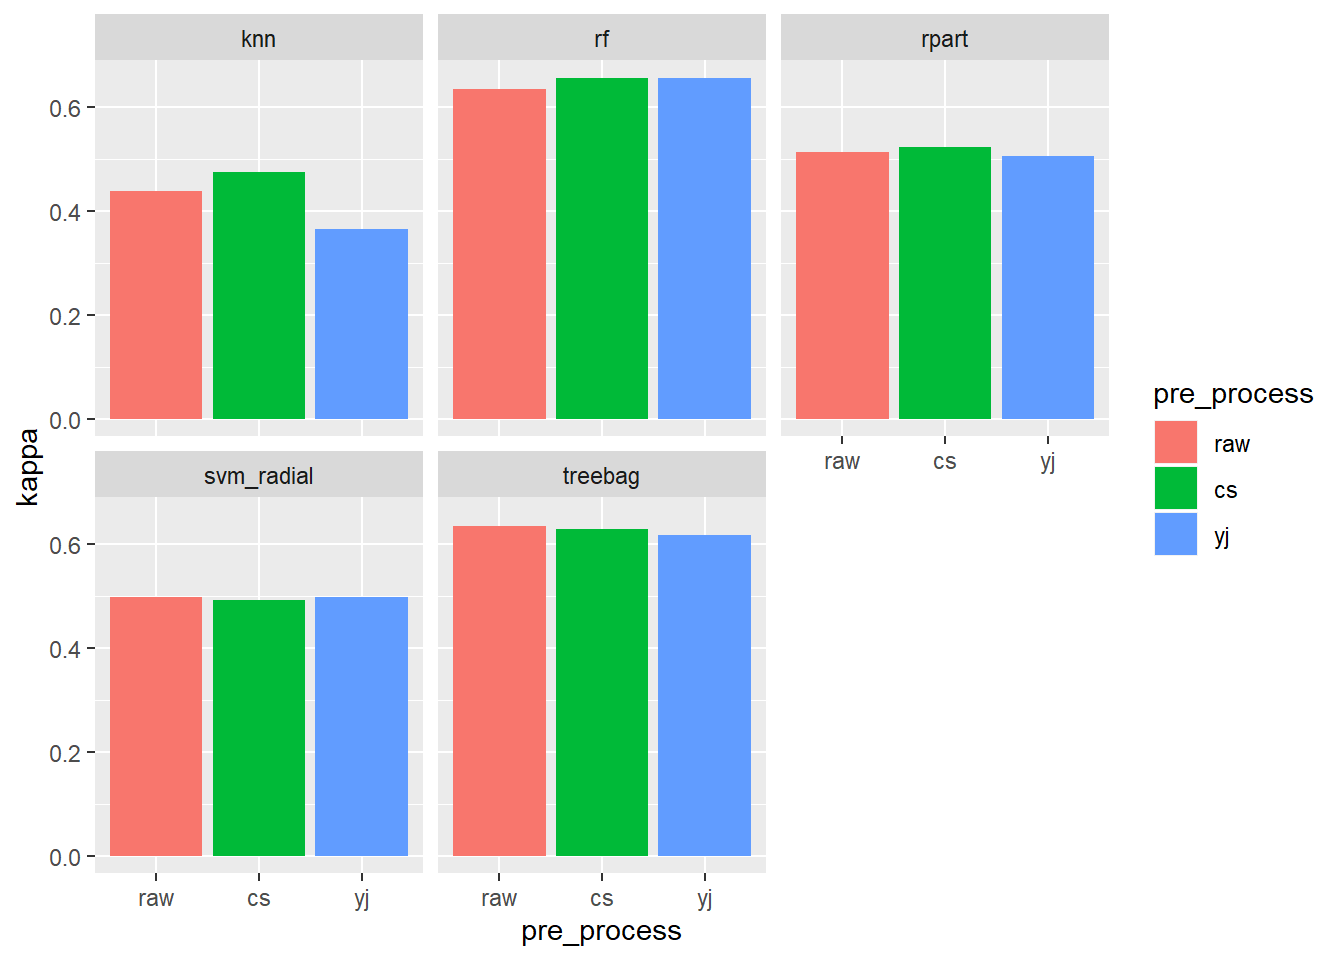 knn
rf
rpart
0.6
0.4
0.2
0.0
raw cs yj
svm_radial
treebag
0.6
0.4
0.2
0.0
raw cs yj
raw cs yj
pre_process
kappa
pre_process
raw
cs
yj